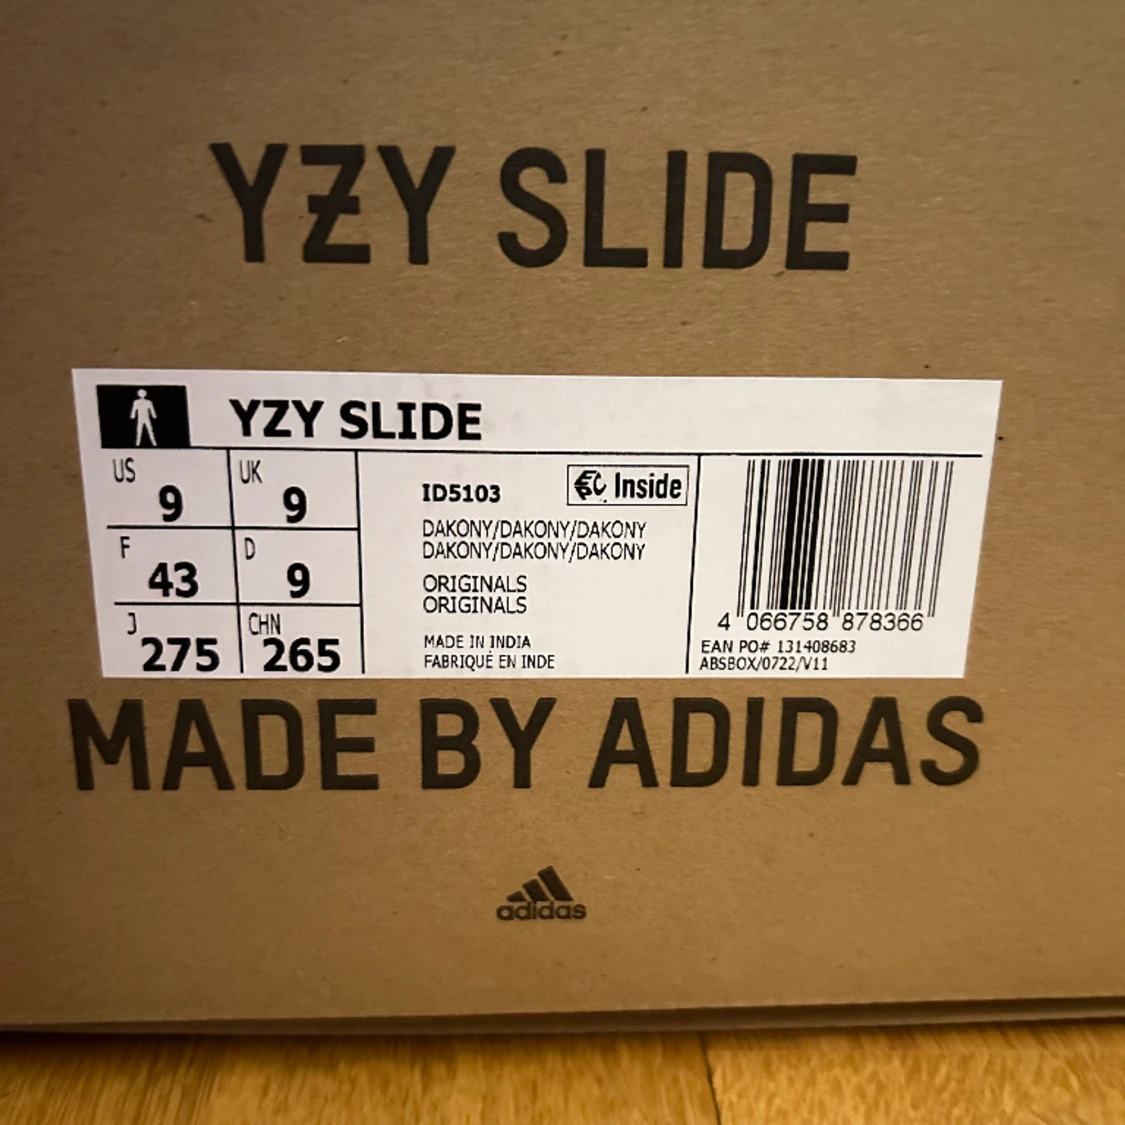 YZY SLIDE
YZY SLIDE
US 9 UK 9
F 43 D 9
J 275 CHN 265
ID5103 Inside
DAKONY/DAKONY/DAKONY
DAKONY/DAKONY/DAKONY
ORIGINALS
ORIGINALS
MADE IN INDIA
FABRIQUÉ EN INDE
4 066758 878366
EAN PO# 131408683
ABSBOX/0722/V11
MADE BY ADIDAS
adidas